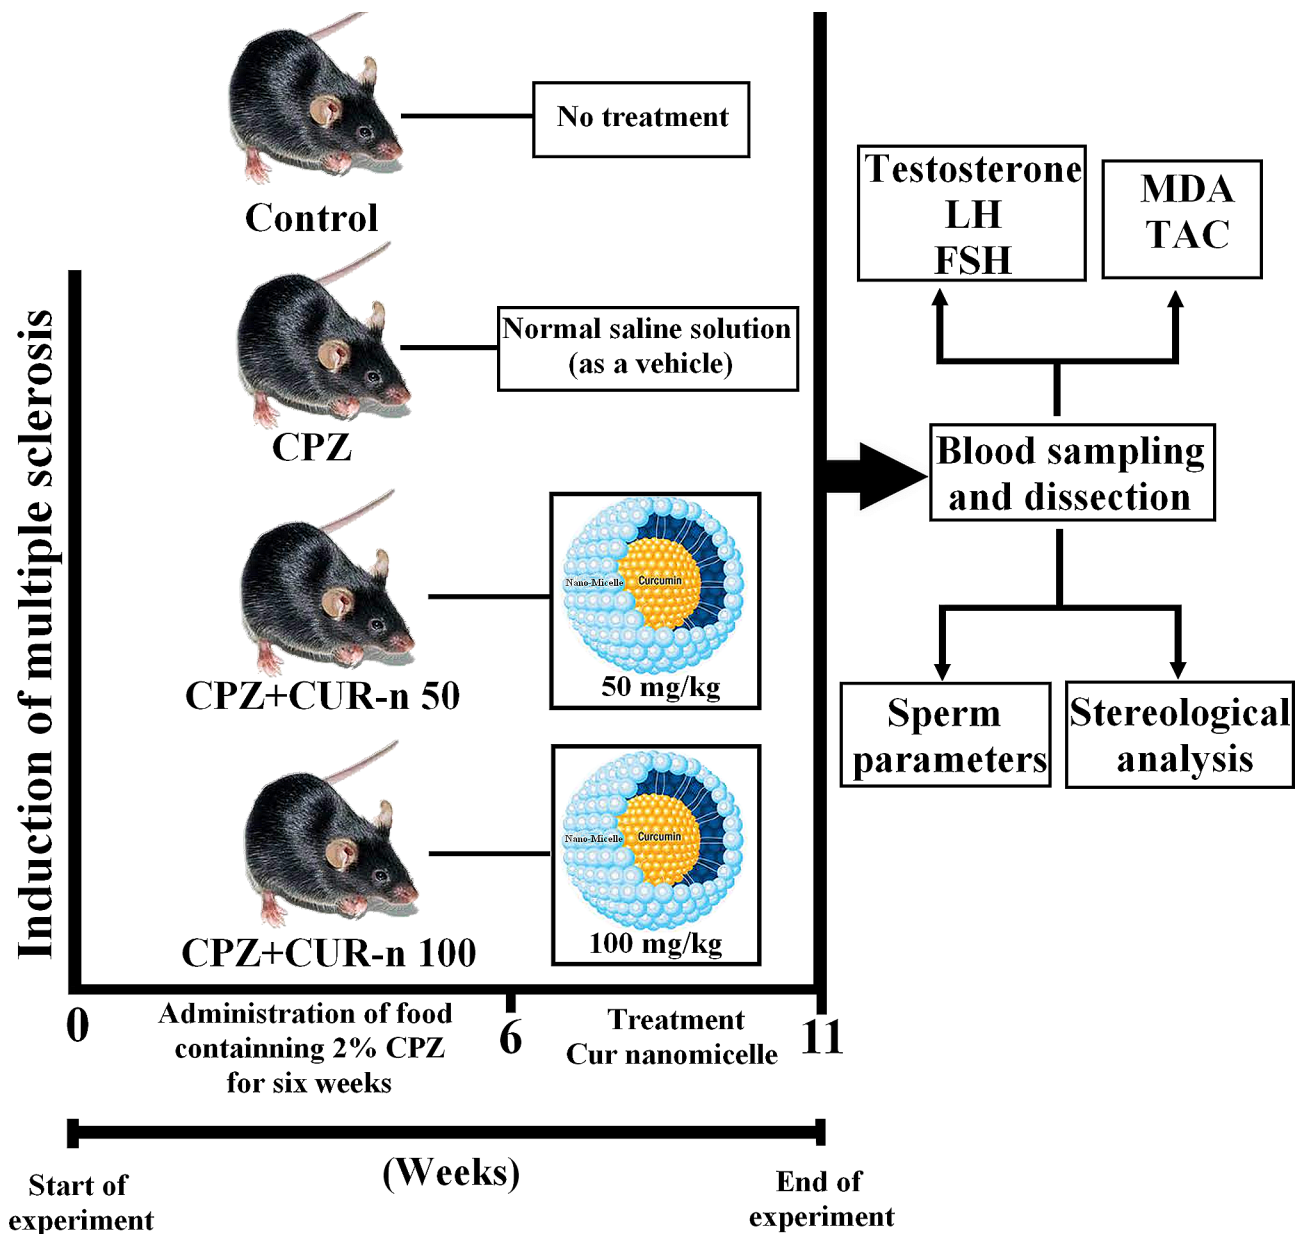 No treatment
Control
Normal saline solution
(as a vehicle)
CPZ
Nano-Micelle
Curcumin
50 mg/kg
CPZ+CUR-n 50
Nano-Micelle
Curcumin
100 mg/kg
CPZ+CUR-n 100
Induction of multiple sclerosis
0
Administration of food
containning 2% CPZ
for six weeks
6
Treatment
Cur nanomicelle
11
(Weeks)
Start of
experiment
End of
experiment
Testosterone
LH
FSH
MDA
TAC
Blood sampling
and dissection
Sperm
parameters
Stereological
analysis